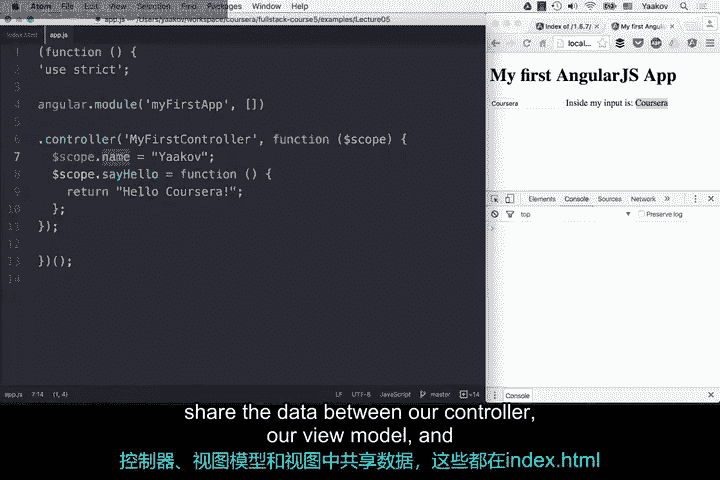 Atom File Edit View Selection Find Packages Window Help
Yaakov
app.js — /Users/yaakov/workspace/coursera/fullstack-course5/examples/Lecture05
index.html
app.js
Index of /1.5.7/
My first AngularJS App
1 (function () {
2 'use strict';
3
4 angular.module('myFirstApp', [])
5
6 .controller('MyFirstController', function ($scope) {
7 $scope.name = "Yaakov";
8 $scope.sayHello = function () {
9 return "Hello Coursera!";
10 };
11 });
12
13 })();
14
local...
My first AngularJS App
Coursera
Inside my input is: Coursera
Elements Console Sources Network »
top
Preserve log
>
Console
app.js 7:14 (1, 4)
LF UTF-8 JavaScript master +14
share the data between our controller,
our view model, and
控制器、视图模型和视图中共享数据，这些都在index.html